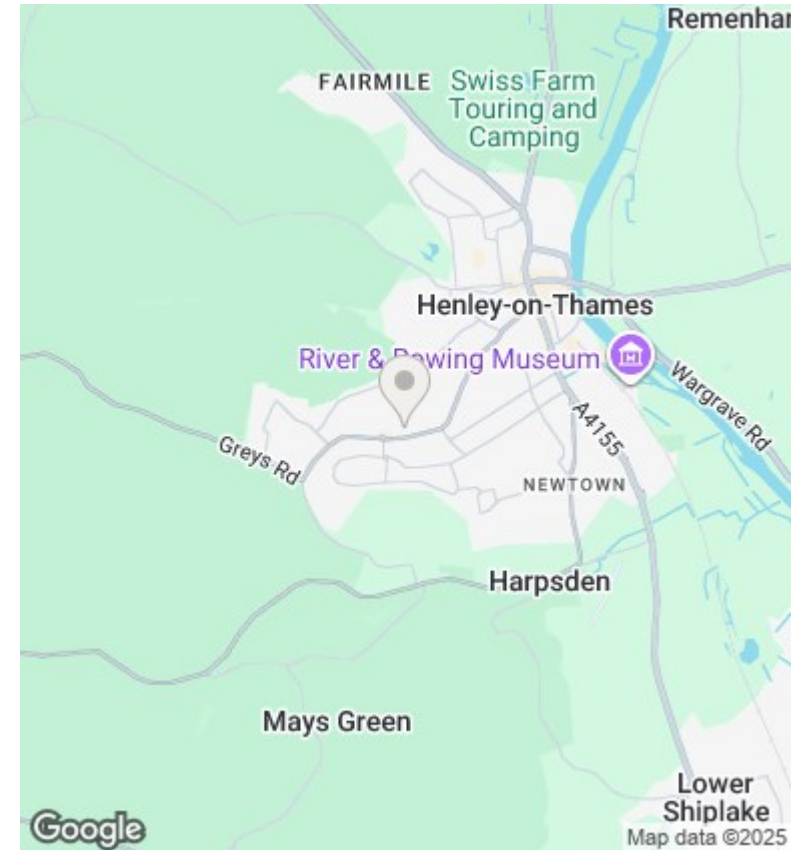 Remenhar
FAIRMILE
Swiss Farm
Touring and
Camping
Henley-on-Thames
River & Rowing Museum
Wargrave Rd
A4155
Greys Rd
NEWTOWN
Harpsden
Mays Green
Lower
Shiplake
Google
Map data ©2025